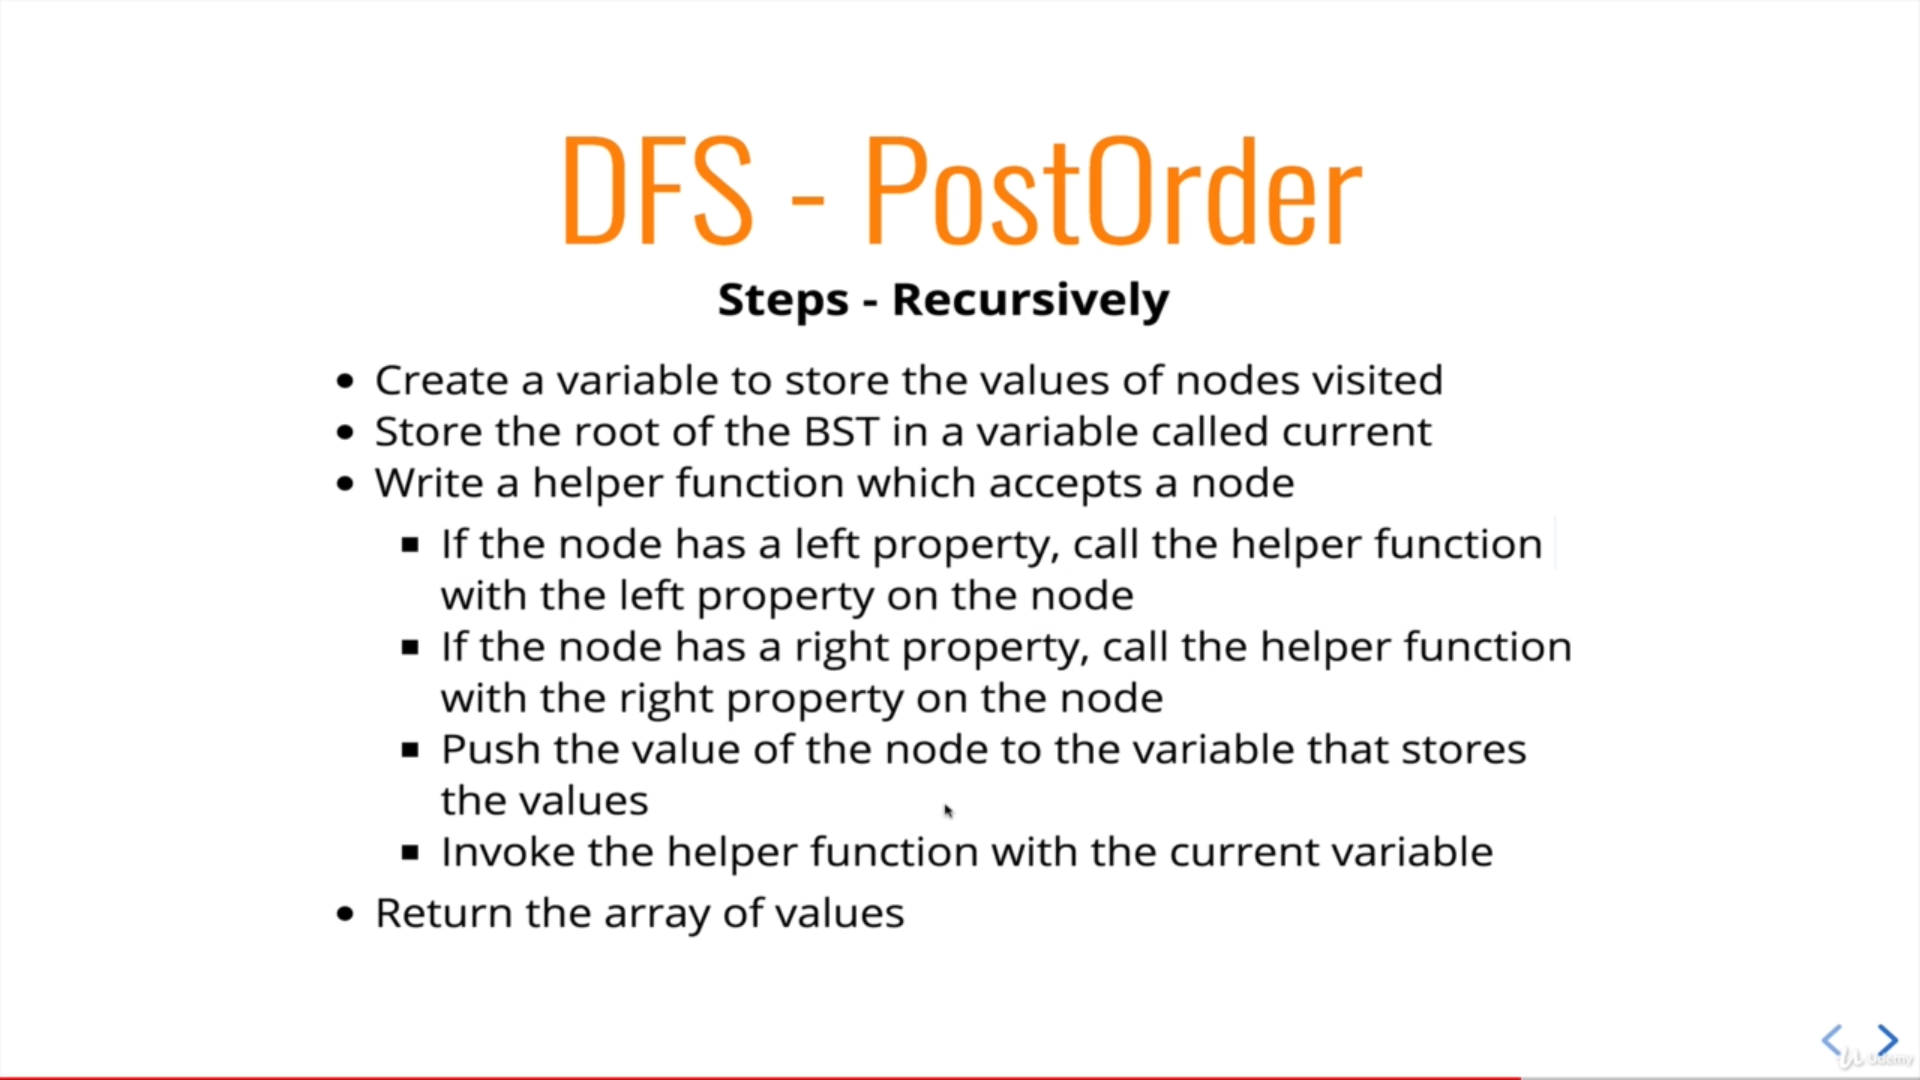 DFS - PostOrder
Steps - Recursively
Create a variable to store the values of nodes visited
Store the root of the BST in a variable called current
Write a helper function which accepts a node
If the node has a left property, call the helper function
with the left property on the node
If the node has a right property, call the helper function
with the right property on the node
Push the value of the node to the variable that stores
the values
Invoke the helper function with the current variable
Return the array of values
Udemy